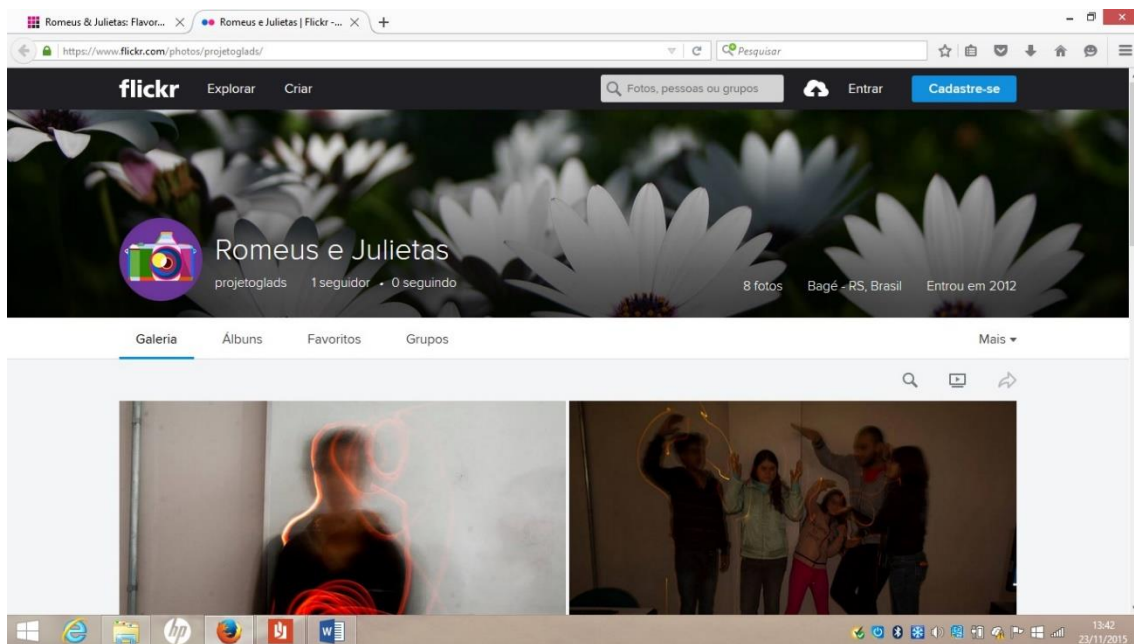 Romeus & Julietas: Flavor...
Romeus e Julietas | Flickr -...
https://www.flickr.com/photos/projetoglads/
Pesquisar
flickr Explorar Criar Fotos, pessoas ou grupos Entrar Cadastre-se
Romeus e Julietas
projetoglads 1 seguidor • 0 seguindo 8 fotos Bagé - RS, Brasil Entrou em 2012
Galeria Álbuns Favoritos Grupos Mais
hp
13:42
23/11/2015